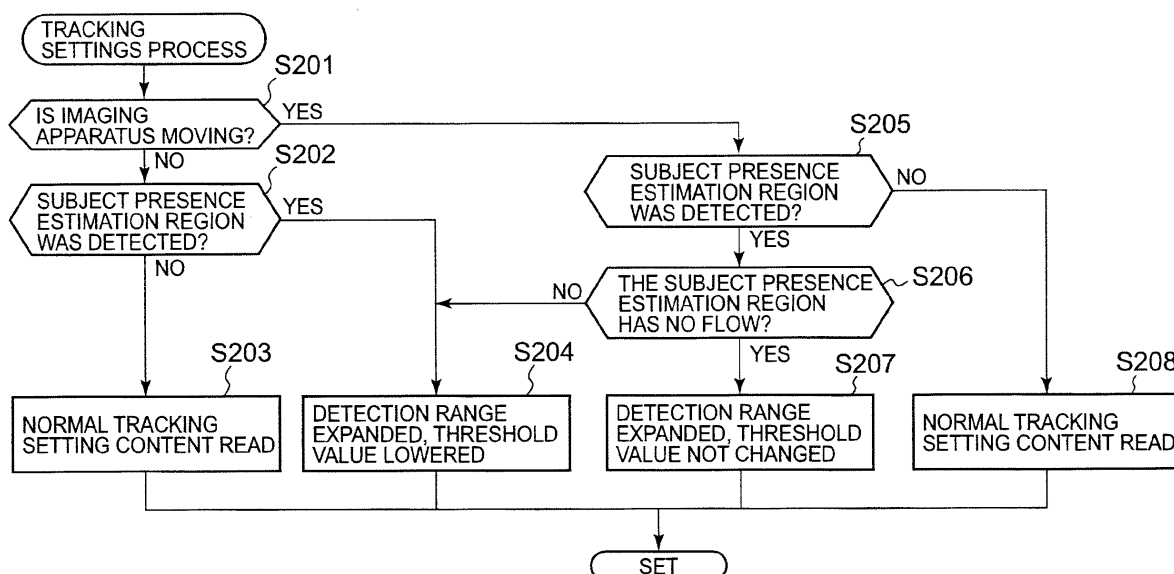 TRACKING
SETTINGS PROCESS
S201
IS IMAGING
APPARATUS MOVING?
YES
NO
S202
SUBJECT PRESENCE
ESTIMATION REGION
WAS DETECTED?
YES
NO
S205
SUBJECT PRESENCE
ESTIMATION REGION
WAS DETECTED?
NO
YES
S206
THE SUBJECT PRESENCE
ESTIMATION REGION
HAS NO FLOW?
NO
YES
S203
NORMAL TRACKING
SETTING CONTENT READ
S204
DETECTION RANGE
EXPANDED, THRESHOLD
VALUE LOWERED
S207
DETECTION RANGE
EXPANDED, THRESHOLD
VALUE NOT CHANGED
S208
NORMAL TRACKING
SETTING CONTENT READ
SET